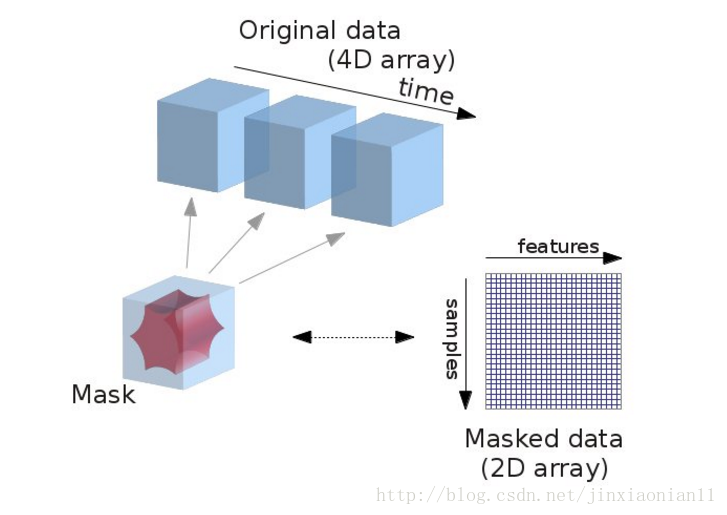 Original data
(4D array)
time
features
samples
Mask
Masked data
(2D array)
http://blog.csdn.net/jinxiaonian11